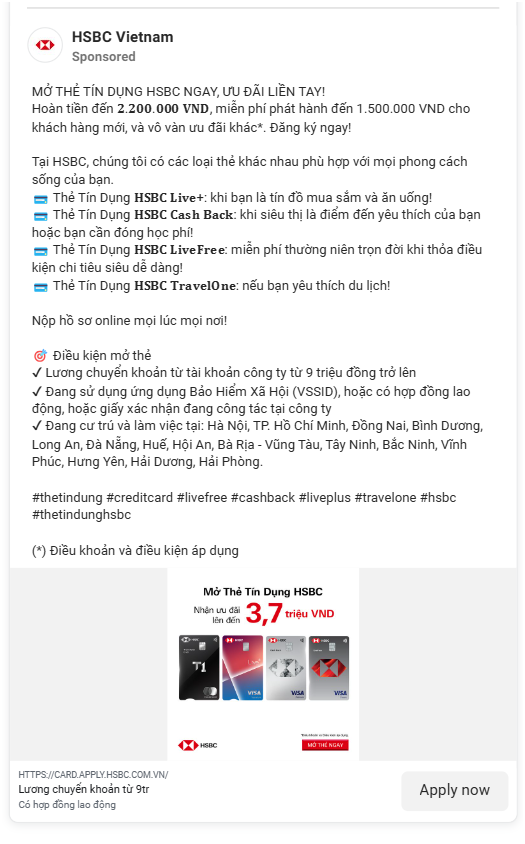 HSBC Vietnam
Sponsored
MỞ THẺ TÍN DỤNG HSBC NGAY, ƯU ĐÃI LIỀN TAY!
Hoàn tiền đến 2.200.000 VND, miễn phí phát hành đến 1.500.000 VND cho
khách hàng mới, và vô vàn ưu đãi khác*. Đăng ký ngay!
Tại HSBC, chúng tôi có các loại thẻ khác nhau phù hợp với mọi phong cách
sống của bạn.
Thẻ Tín Dụng HSBC Live+: khi bạn là tín đồ mua sắm và ăn uống!
Thẻ Tín Dụng HSBC Cash Back: khi siêu thị là điểm đến yêu thích của bạn
hoặc bạn cần đóng học phí!
Thẻ Tín Dụng HSBC LiveFree: miễn phí thường niên trọn đời khi thỏa điều
kiện chi tiêu siêu dễ dàng!
Thẻ Tín Dụng HSBC TravelOne: nếu bạn yêu thích du lịch!
Nộp hồ sơ online mọi lúc mọi nơi!
🎯 Điều kiện mở thẻ
✓ Lương chuyển khoản từ tài khoản công ty từ 9 triệu đồng trở lên
✓ Đang sử dụng ứng dụng Bảo Hiểm Xã Hội (VSSID), hoặc có hợp đồng lao
động, hoặc giấy xác nhận đang công tác tại công ty
✓ Đang cư trú và làm việc tại: Hà Nội, TP. Hồ Chí Minh, Đồng Nai, Bình Dương,
Long An, Đà Nẵng, Huế, Hội An, Bà Rịa - Vũng Tàu, Tây Ninh, Bắc Ninh, Vĩnh
Phúc, Hưng Yên, Hải Dương, Hải Phòng.
#thetindung #creditcard #livefree #cashback #liveplus #travelone #hsbc
#thetindunghsbc
(*) Điều khoản và điều kiện áp dụng
Mở Thẻ Tín Dụng HSBC
Nhận ưu đãi
lên đến
3,7 triệu VND
HSBC
T1
VISA
VISA
VISA
HSBC
MỞ THẺ NGAY
HTTPS://CARD.APPLY.HSBC.COM.VN/
Lương chuyển khoản từ 9tr
Có hợp đồng lao động
Apply now